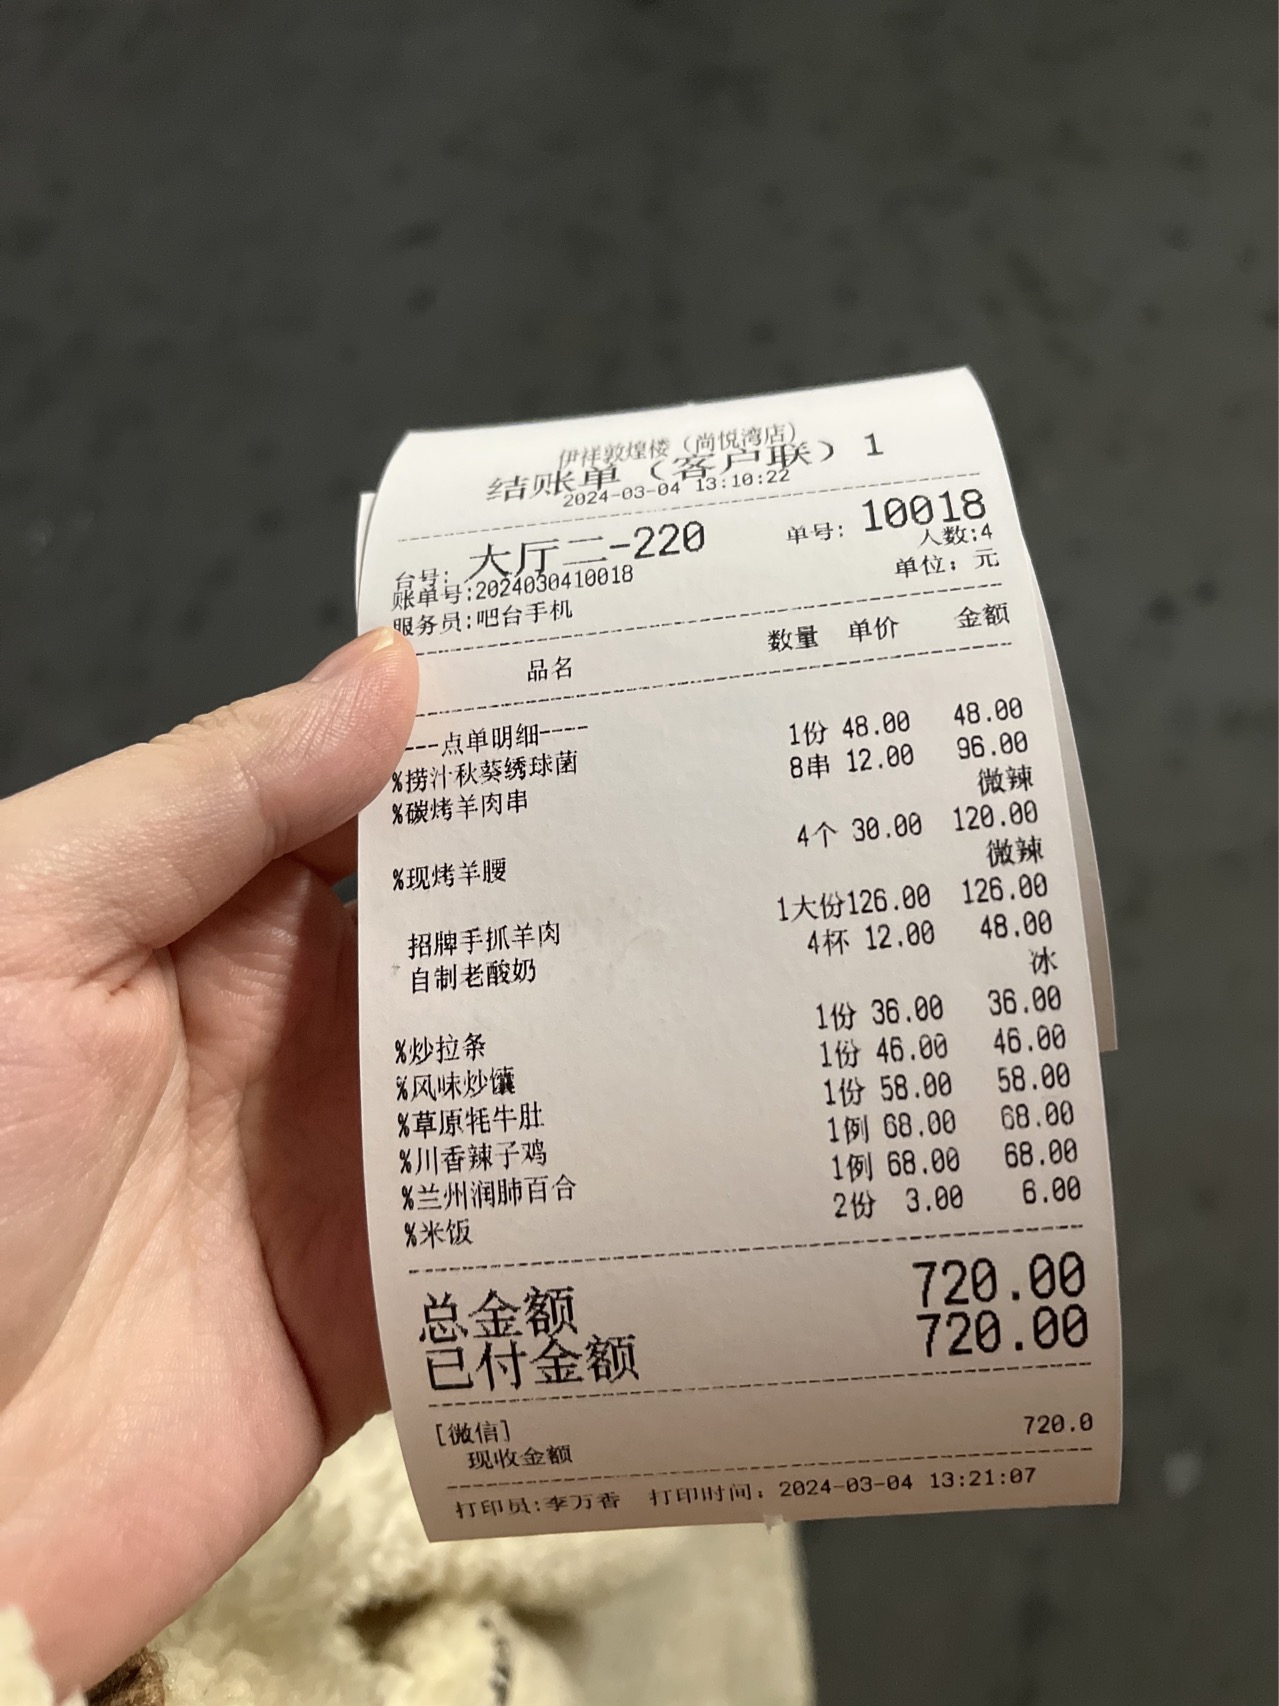 伊祥敦煌楼（尚悦湾店）
结账单（客户联）1
2024-03-04 13:10:22
台号: 大厅二-220 单号: 10018
账单号:2024030410018 人数:4
服务员:吧台手机 单位: 元
品名 数量 单价 金额
---点单明细----
%捞汁秋葵绣球菌 1份 48.00 48.00
%碳烤羊肉串 8串 12.00 96.00
微辣
%现烤羊腰 4个 30.00 120.00
微辣
招牌手抓羊肉 1大份126.00 126.00
自制老酸奶 4杯 12.00 48.00
冰
%炒拉条 1份 36.00 36.00
%风味炒馕 1份 46.00 46.00
%草原牦牛肚 1份 58.00 58.00
%川香辣子鸡 1例 68.00 68.00
%兰州润肺百合 1例 68.00 68.00
%米饭 2份 3.00 6.00
总金额 720.00
已付金额 720.00
[微信]
现收金额 720.0
打印员:李万香 打印时间: 2024-03-04 13:21:07